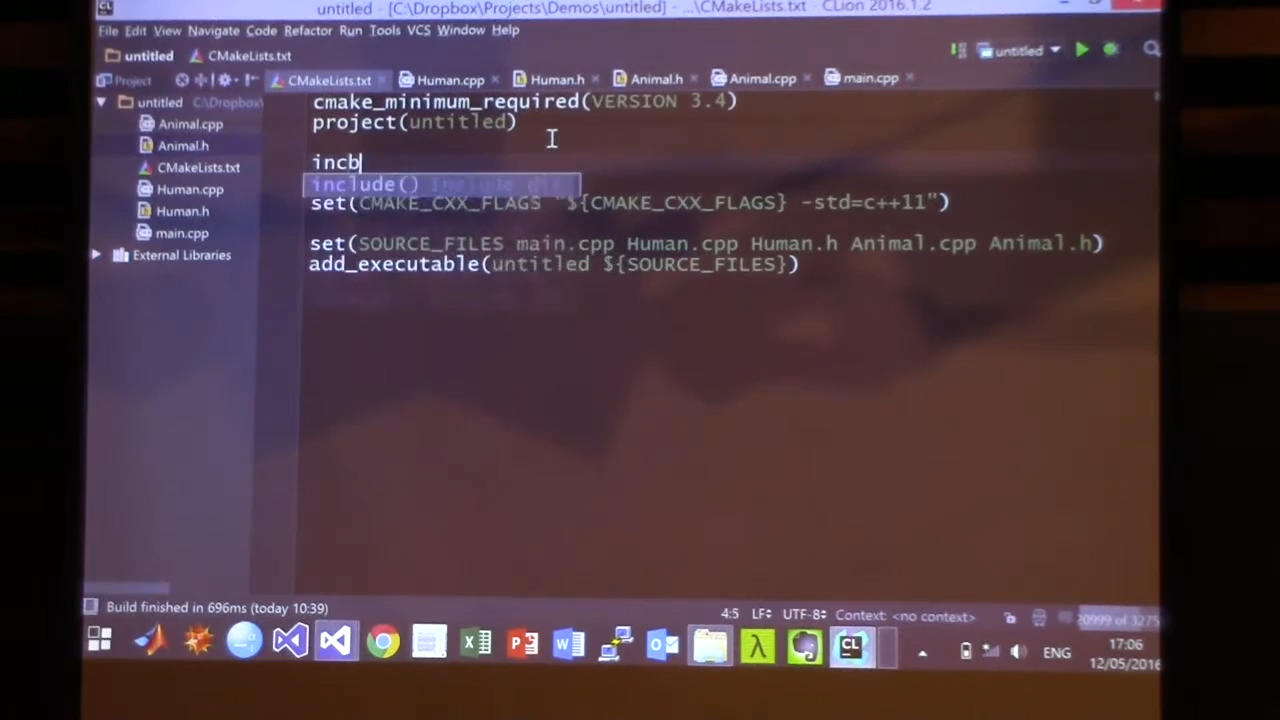 untitled - [C:\Dropbox\Projects\Demos\untitled] - ...\CMakeLists.txt - CLion 2016.1.2
File Edit View Navigate Code Refactor Run Tools VCS Window Help
untitled CMakeLists.txt untitled
Project CMakeLists.txt Human.cpp Human.h Animal.h Animal.cpp main.cpp
untitled C:\Dropbox\
Animal.cpp
Animal.h
CMakeLists.txt
Human.cpp
Human.h
main.cpp
External Libraries
cmake_minimum_required(VERSION 3.4)
project(untitled)
incb
include() Include
set(CMAKE_CXX_FLAGS "${CMAKE_CXX_FLAGS} -std=c++11")
set(SOURCE_FILES main.cpp Human.cpp Human.h Animal.cpp Animal.h)
add_executable(untitled ${SOURCE_FILES})
Build finished in 696ms (today 10:39) 4:5 LF UTF-8 Context: <no context>
ENG 17:06
12/05/2016